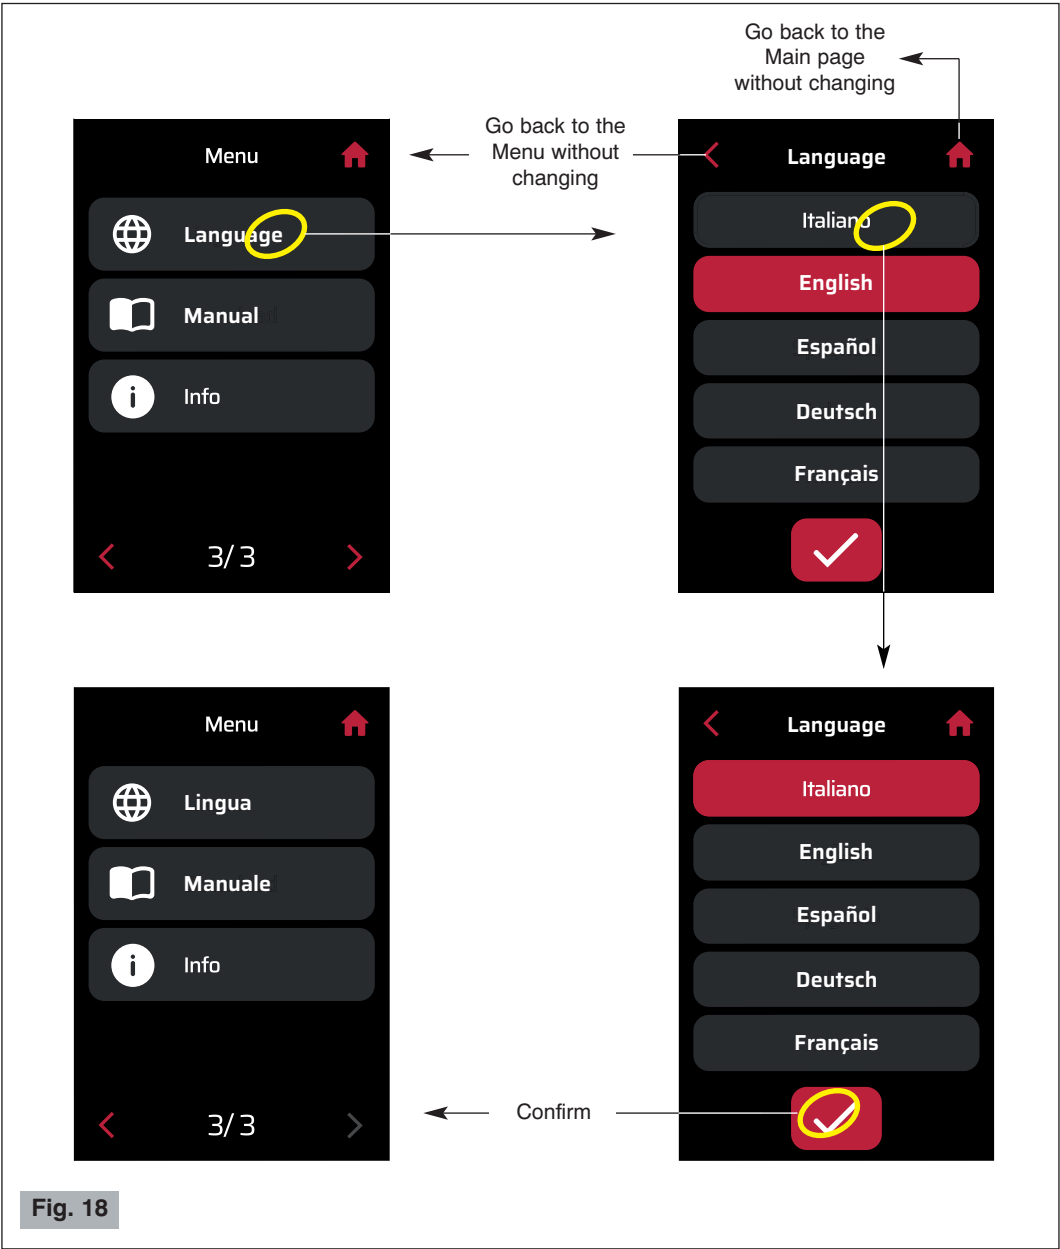 Go back to the
Main page
without changing
Go back to the
Menu without
changing
Menu
Language
Manual
Info
3/3
Language
Italiano
English
Español
Deutsch
Français
Menu
Lingua
Manuale
Info
3/3
Confirm
Language
Italiano
English
Español
Deutsch
Français
Fig. 18